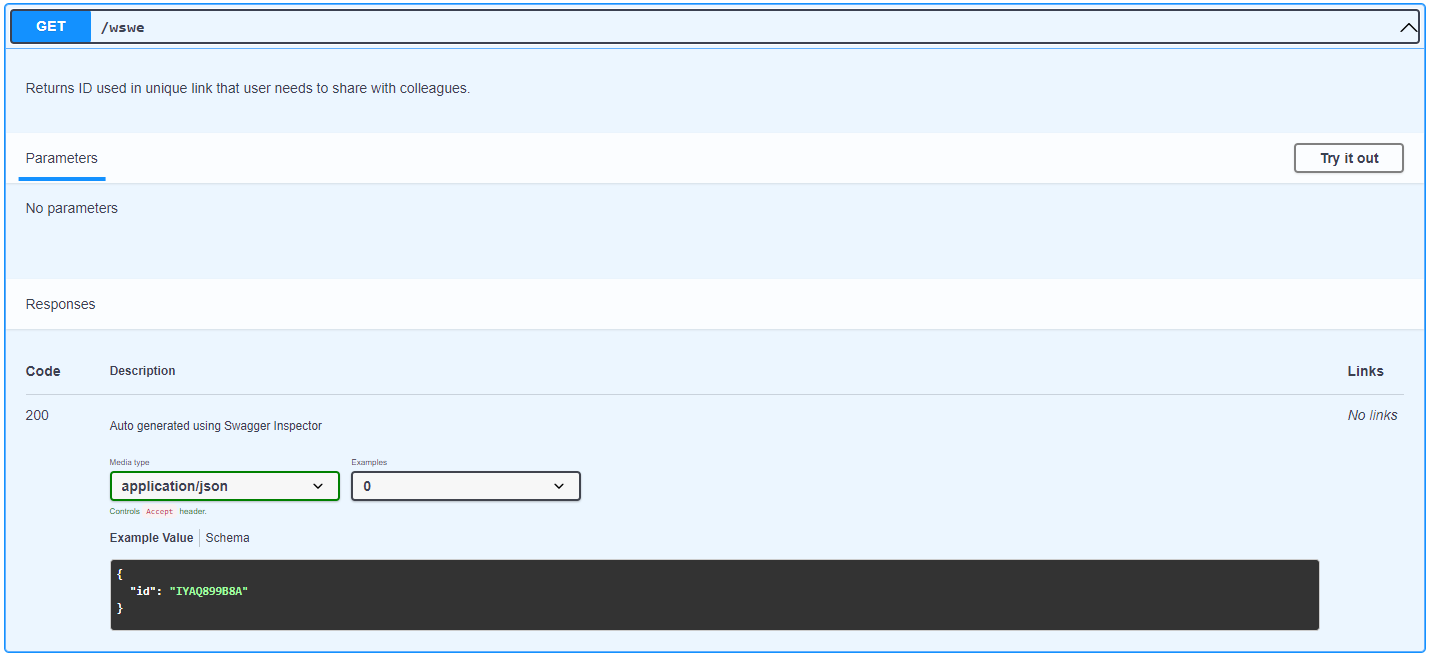 GET /wswe
Returns ID used in unique link that user needs to share with colleagues.
Parameters Try it out
No parameters
Responses
Code Description Links
200 No links
Auto generated using Swagger Inspector
Media type Examples
application/json 0
Controls Accept header.
Example Value Schema
{
"id": "IYAQ899B8A"
}